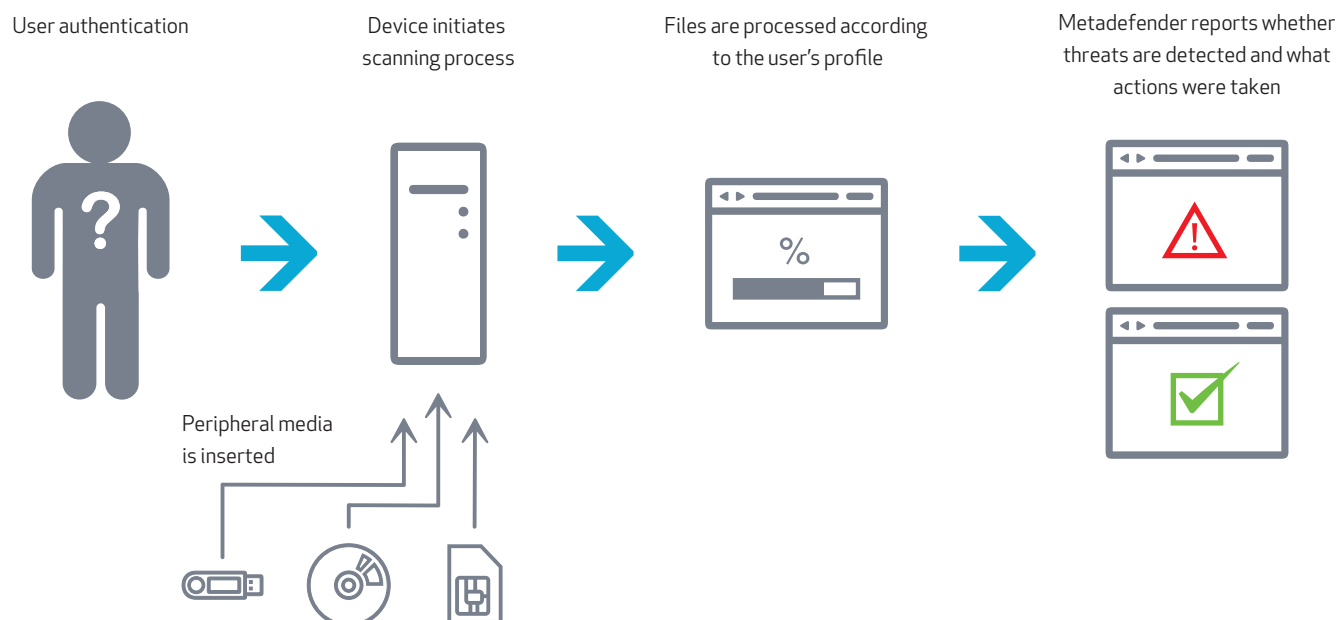 User authentication
Device initiates
scanning process
Files are processed according
to the user's profile
Metadefender reports whether
threats are detected and what
actions were taken
?
%
!
Peripheral media
is inserted